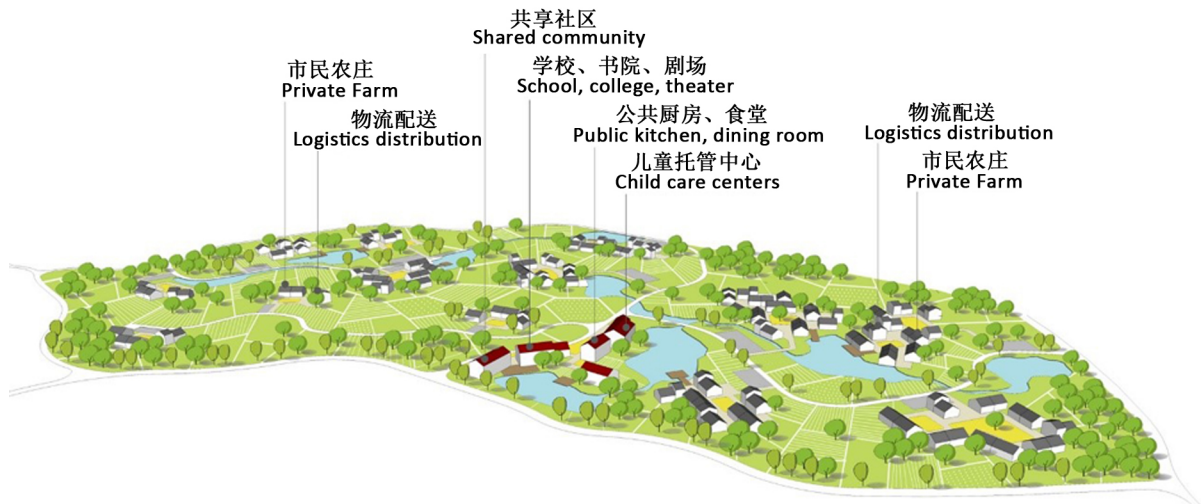 共享社区
Shared community
学校、书院、剧场
School, college, theater
市民农庄
Private Farm
物流配送
Logistics distribution
公共厨房、食堂
Public kitchen, dining room
儿童托管中心
Child care centers
物流配送
Logistics distribution
市民农庄
Private Farm